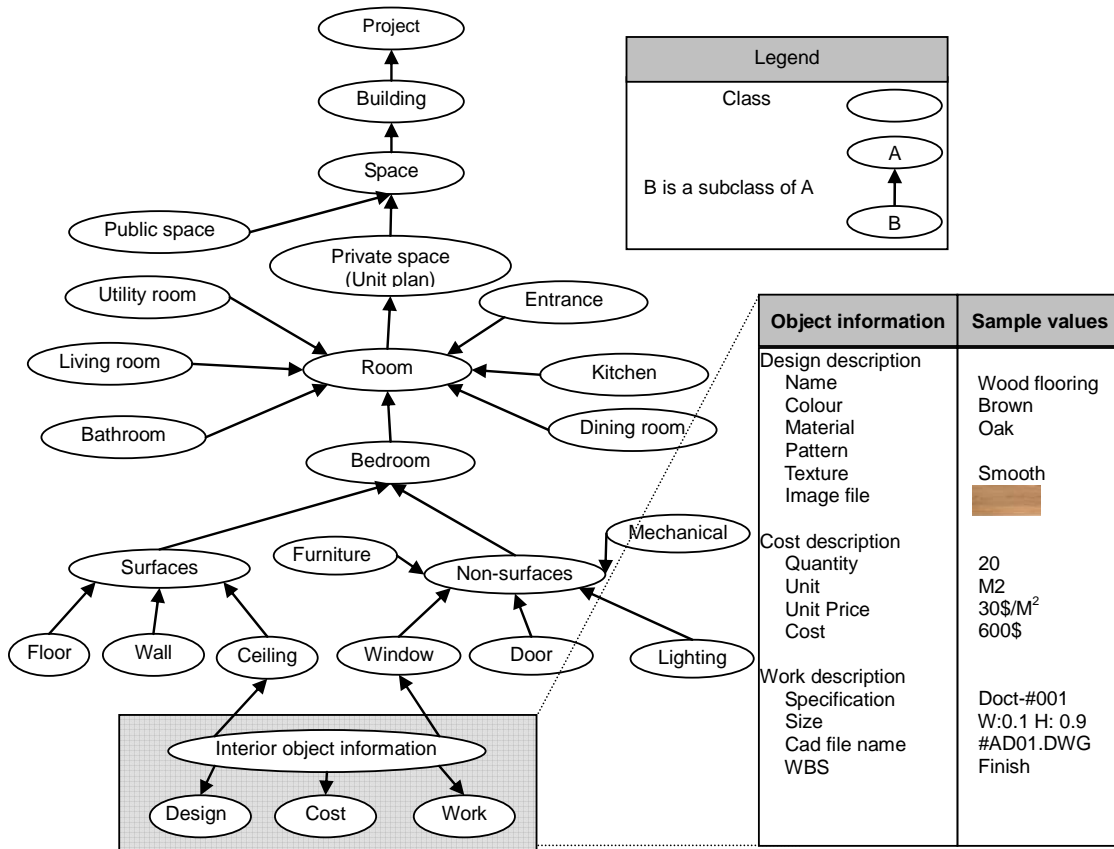 Project
Building
Space
Public space
Private space
(Unit plan)
Utility room
Entrance
Living room
Room
Kitchen
Bathroom
Dining room
Bedroom
Surfaces
Furniture
Non-surfaces
Mechanical
Floor
Wall
Ceiling
Window
Door
Lighting
Interior object information
Design
Cost
Work
Legend
Class
A
B is a subclass of A
B
Object information Sample values
Design description
Name Wood flooring
Colour Brown
Material Oak
Pattern
Texture Smooth
Image file
Cost description
Quantity 20
Unit M2
Unit Price 30$/M²
Cost 600$
Work description
Specification Doct-#001
Size W:0.1 H: 0.9
Cad file name #AD01.DWG
WBS Finish